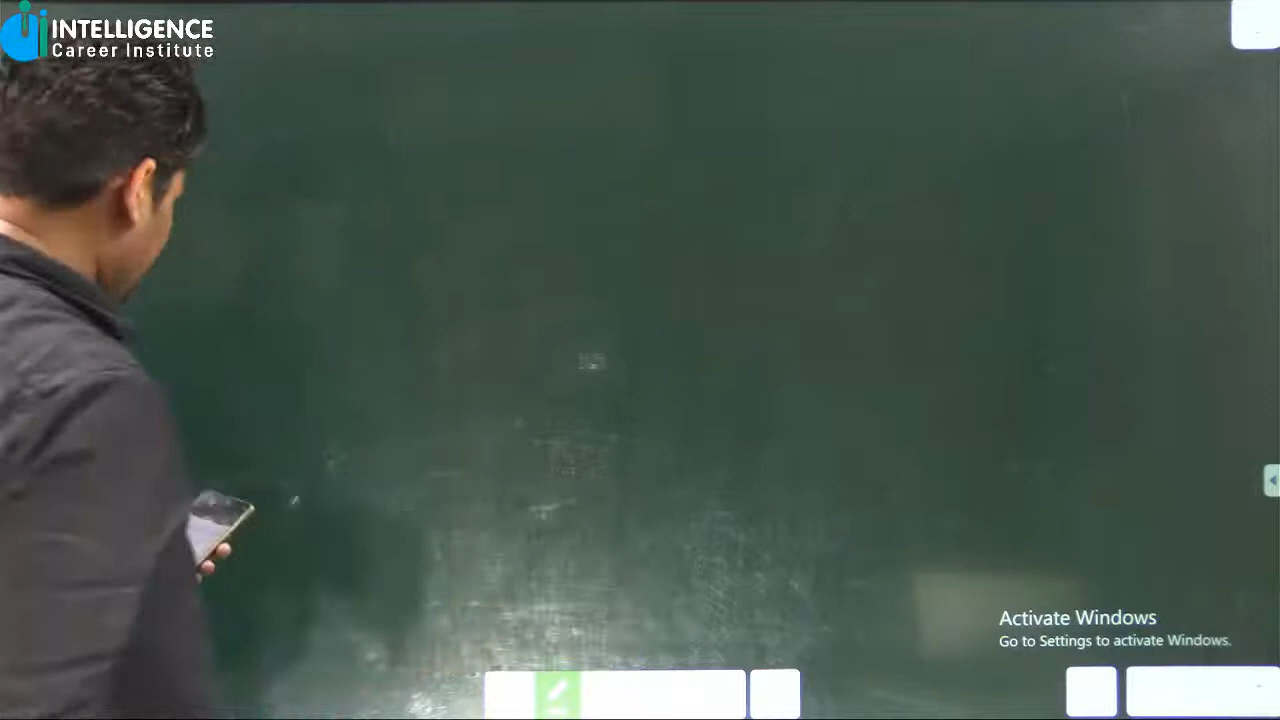 INTELLIGENCE
Career Institute
Activate Windows
Go to Settings to activate Windows.